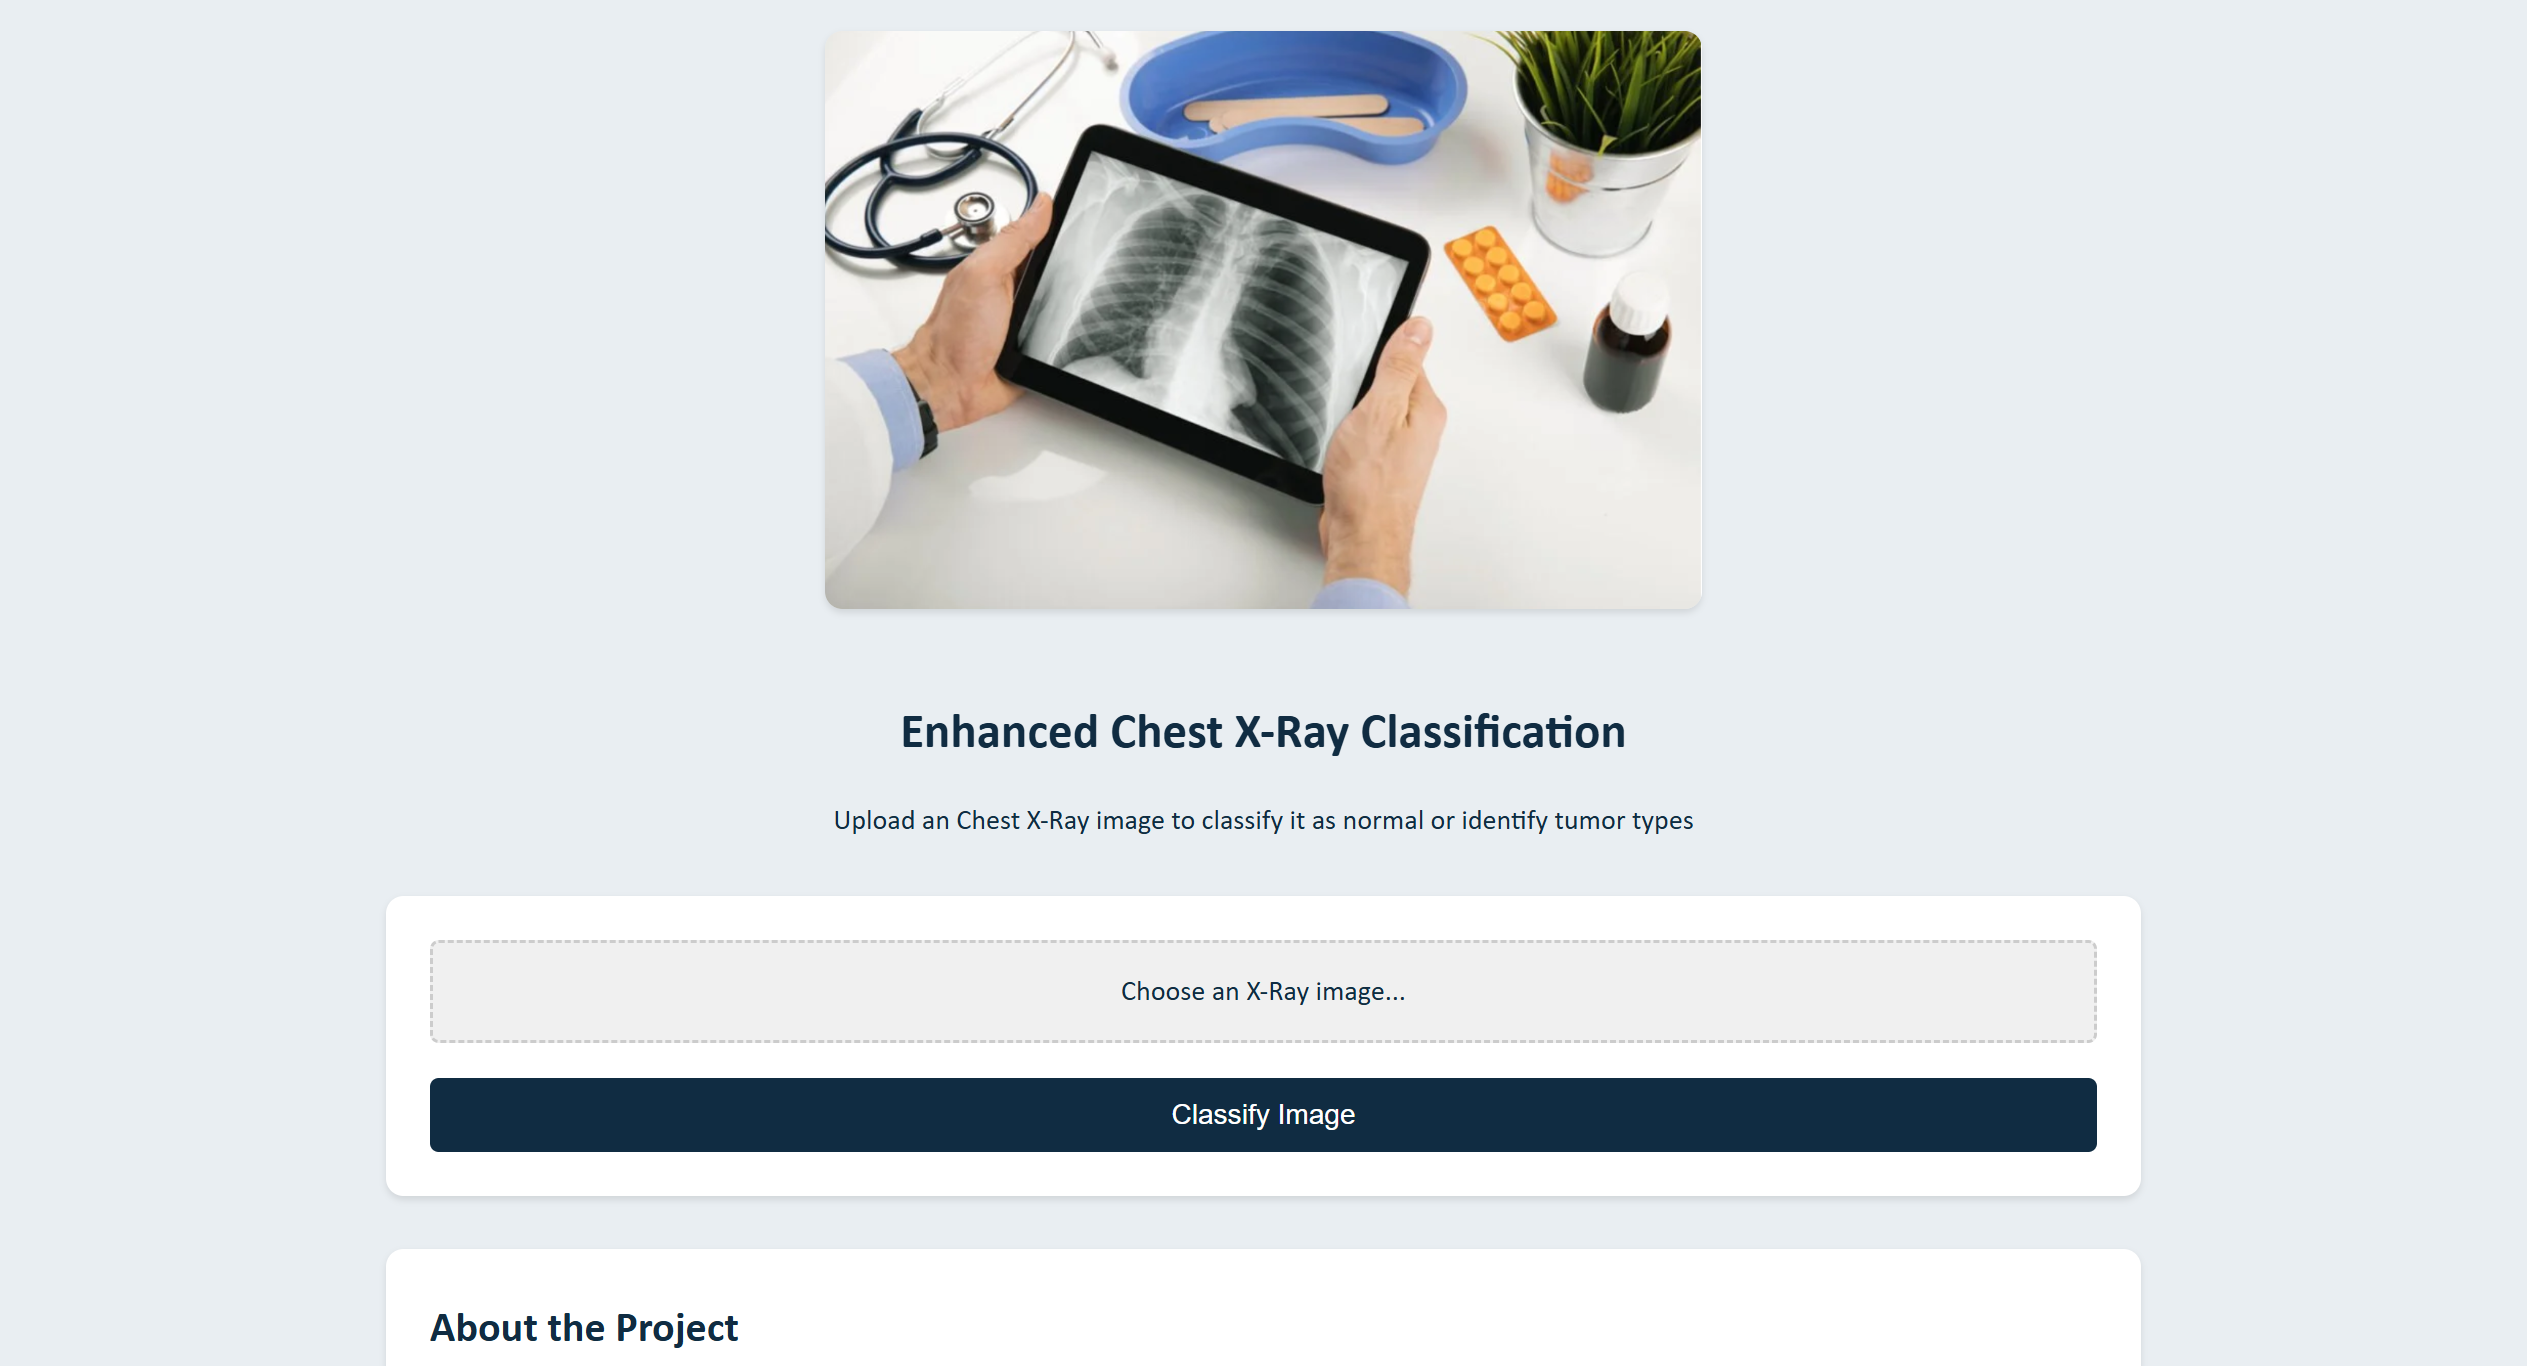 Enhanced Chest X-Ray Classification
Upload an Chest X-Ray image to classify it as normal or identify tumor types
Choose an X-Ray image...
Classify Image
About the Project